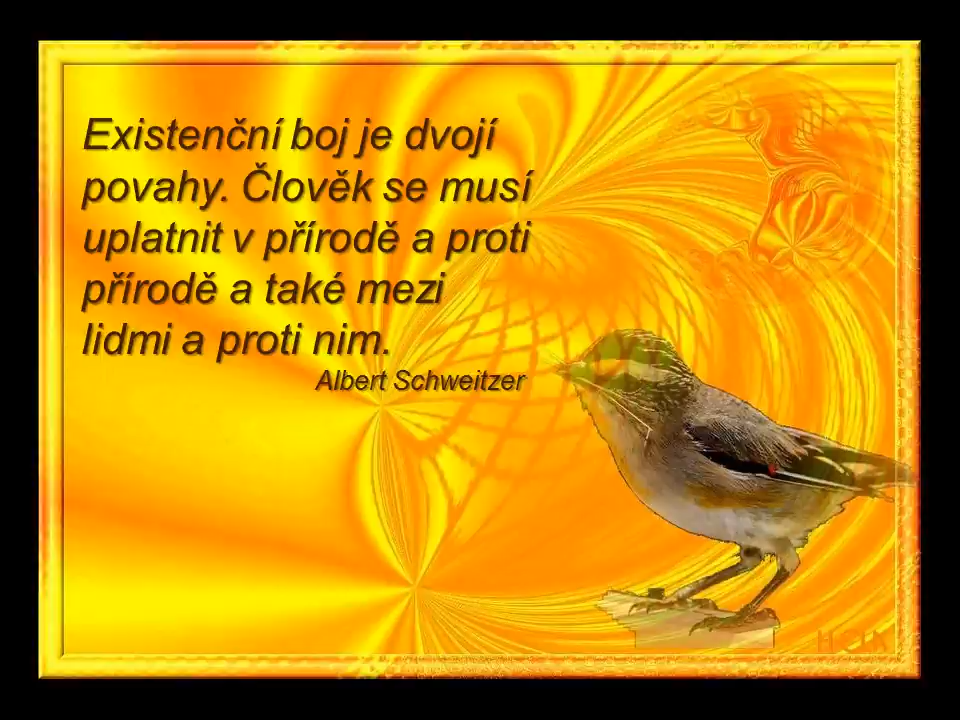 Existenční boj je dvojí
povahy. Člověk se musí
uplatnit v přírodě a proti
přírodě a také mezi
lidmi a proti nim.
Albert Schweitzer